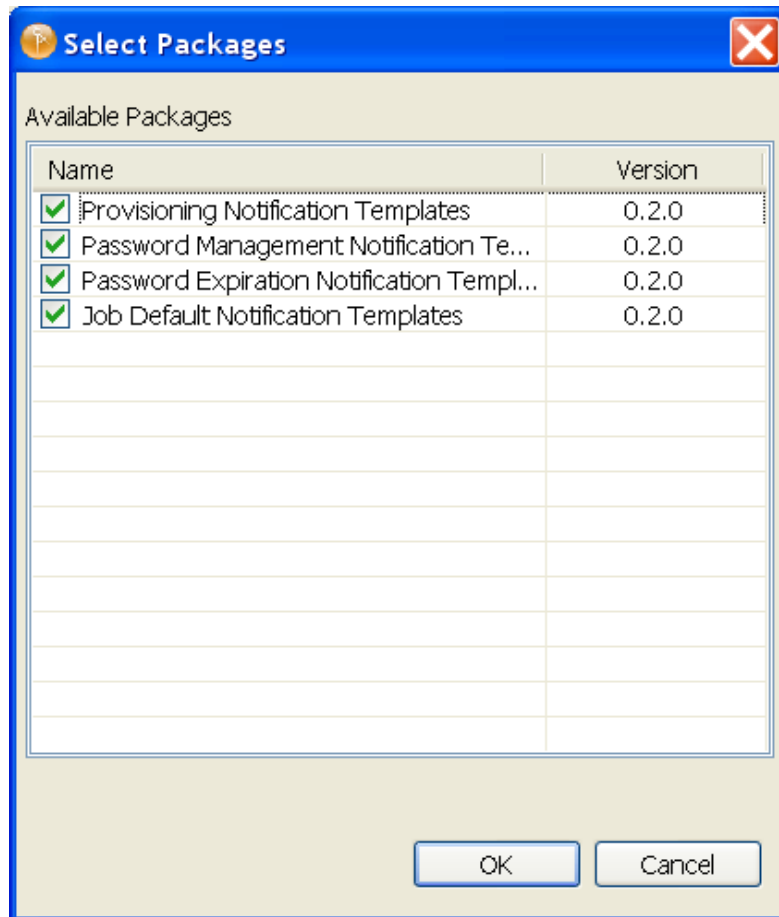 Select Packages
Available Packages
Name Version
Provisioning Notification Templates 0.2.0
Password Management Notification Te... 0.2.0
Password Expiration Notification Templ... 0.2.0
Job Default Notification Templates 0.2.0
OK Cancel